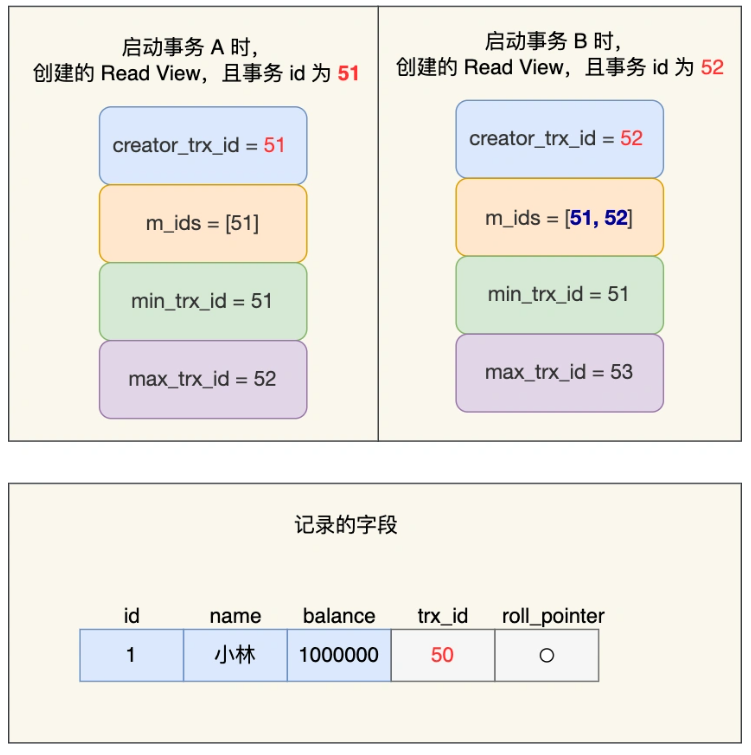 启动事务 A 时，
创建的 Read View，且事务 id 为 51
creator_trx_id = 51
m_ids = [51]
min_trx_id = 51
max_trx_id = 52
启动事务 B 时，
创建的 Read View，且事务 id 为 52
creator_trx_id = 52
m_ids = [51, 52]
min_trx_id = 51
max_trx_id = 53
记录的字段
id name balance trx_id roll_pointer
1 小林 1000000 50